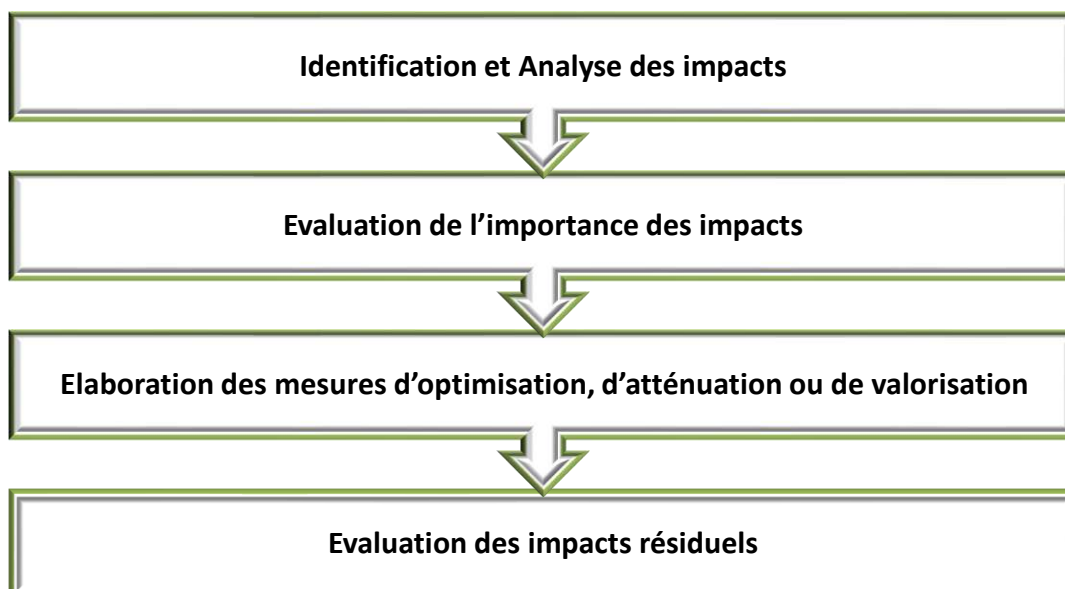 Identification et Analyse des impacts
Evaluation de l’importance des impacts
Elaboration des mesures d’optimisation, d’atténuation ou de valorisation
Evaluation des impacts résiduels